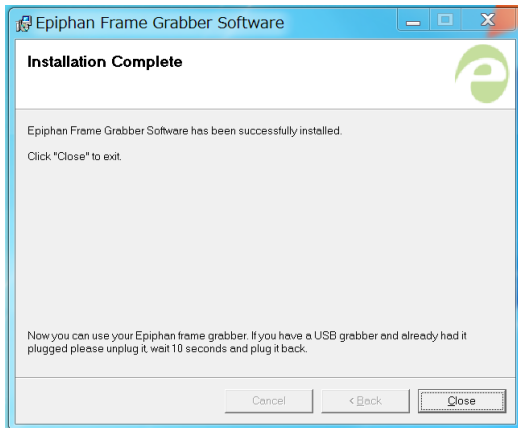 Epiphan Frame Grabber Software
Installation Complete
Epiphan Frame Grabber Software has been successfully installed.
Click "Close" to exit.
Now you can use your Epiphan frame grabber. If you have a USB grabber and already had it
plugged please unplug it, wait 10 seconds and plug it back.
Cancel
< Back
Close